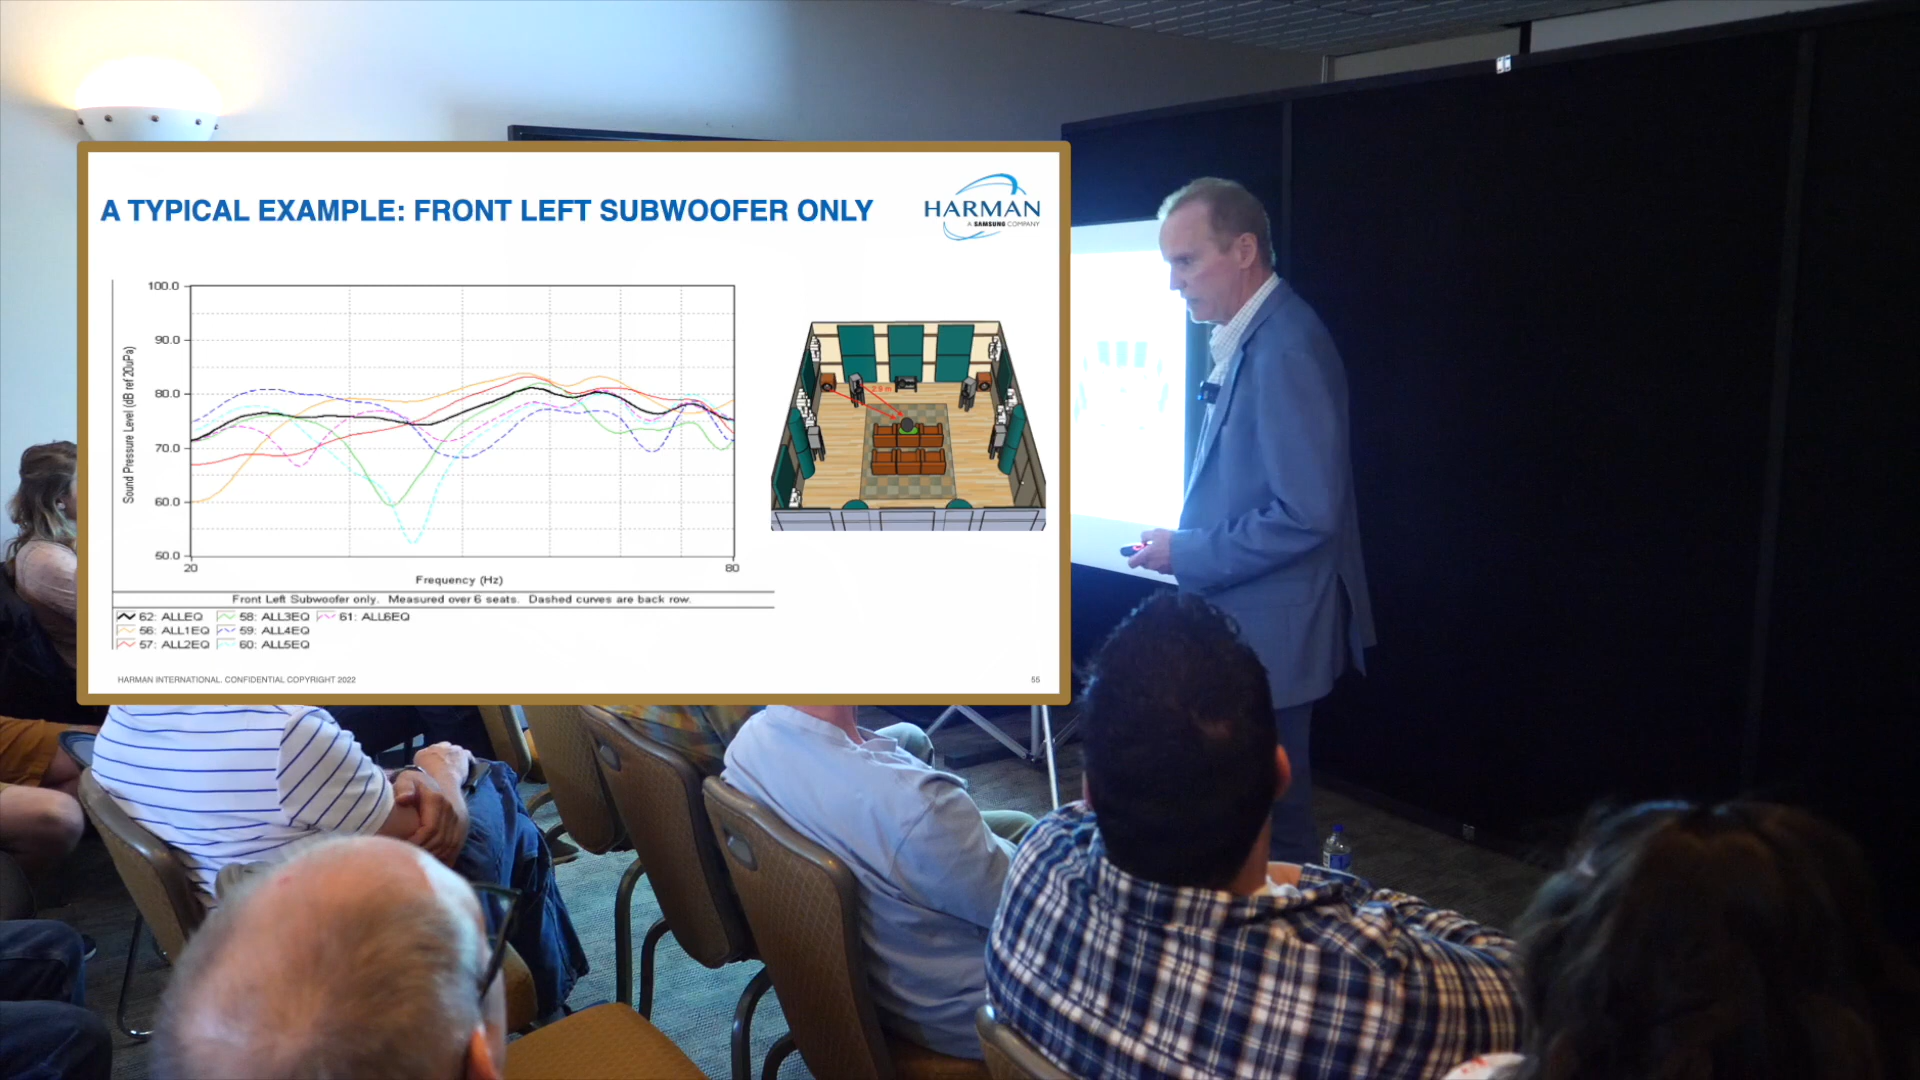 A TYPICAL EXAMPLE: FRONT LEFT SUBWOOFER ONLY
HARMAN
A SAMSUNG COMPANY
100.0
90.0
80.0
70.0
60.0
50.0
Sound Pressure Level (dB ref 20uPa)
20
80
Frequency (Hz)
2.9 m
Front Left Subwoofer only. Measured over 6 seats. Dashed curves are back row.
62: ALLEQ 58: ALL3EQ 61: ALL6EQ
56: ALL1EQ 59: ALL4EQ
57: ALL2EQ 60: ALL5EQ
HARMAN INTERNATIONAL. CONFIDENTIAL COPYRIGHT 2022
55